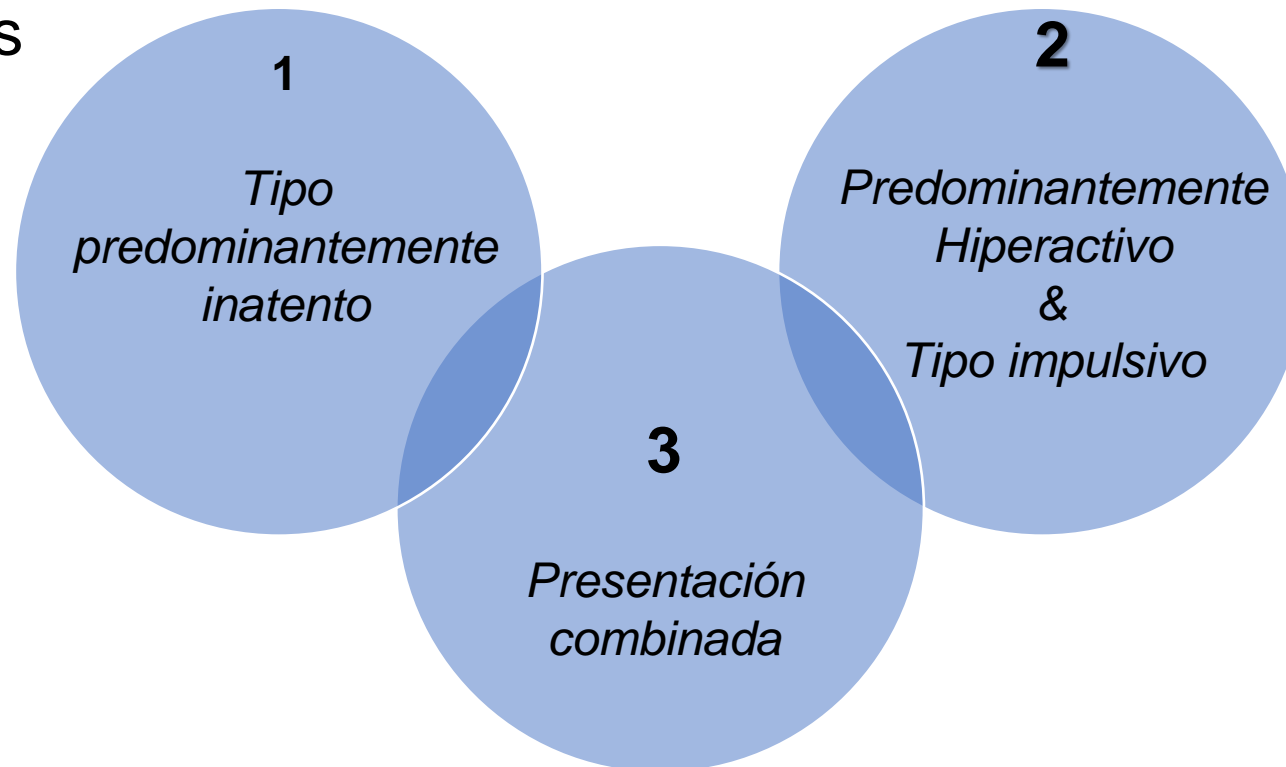 s
1
Tipo
predominantemente
inatento
2
Predominantemente
Hiperactivo
&
Tipo impulsivo
3
Presentación
combinada